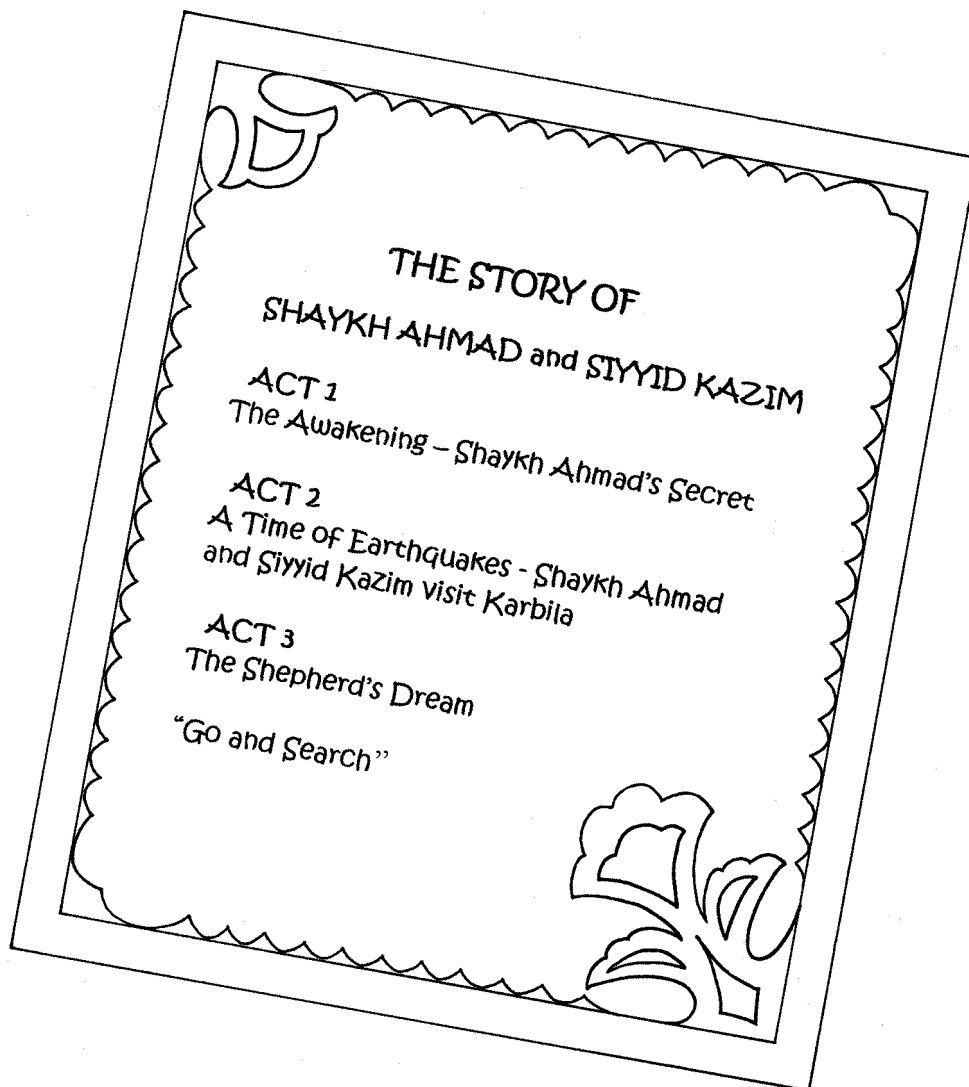 THE STORY OF
SHAYKH AHMAD and SIYYID KAZIM
ACT 1
The Awakening – Shaykh Ahmad's Secret
ACT 2
A Time of Earthquakes - Shaykh Ahmad
and Siyyid Kazim visit Karbila
ACT 3
The Shepherd's Dream
“Go and Search”